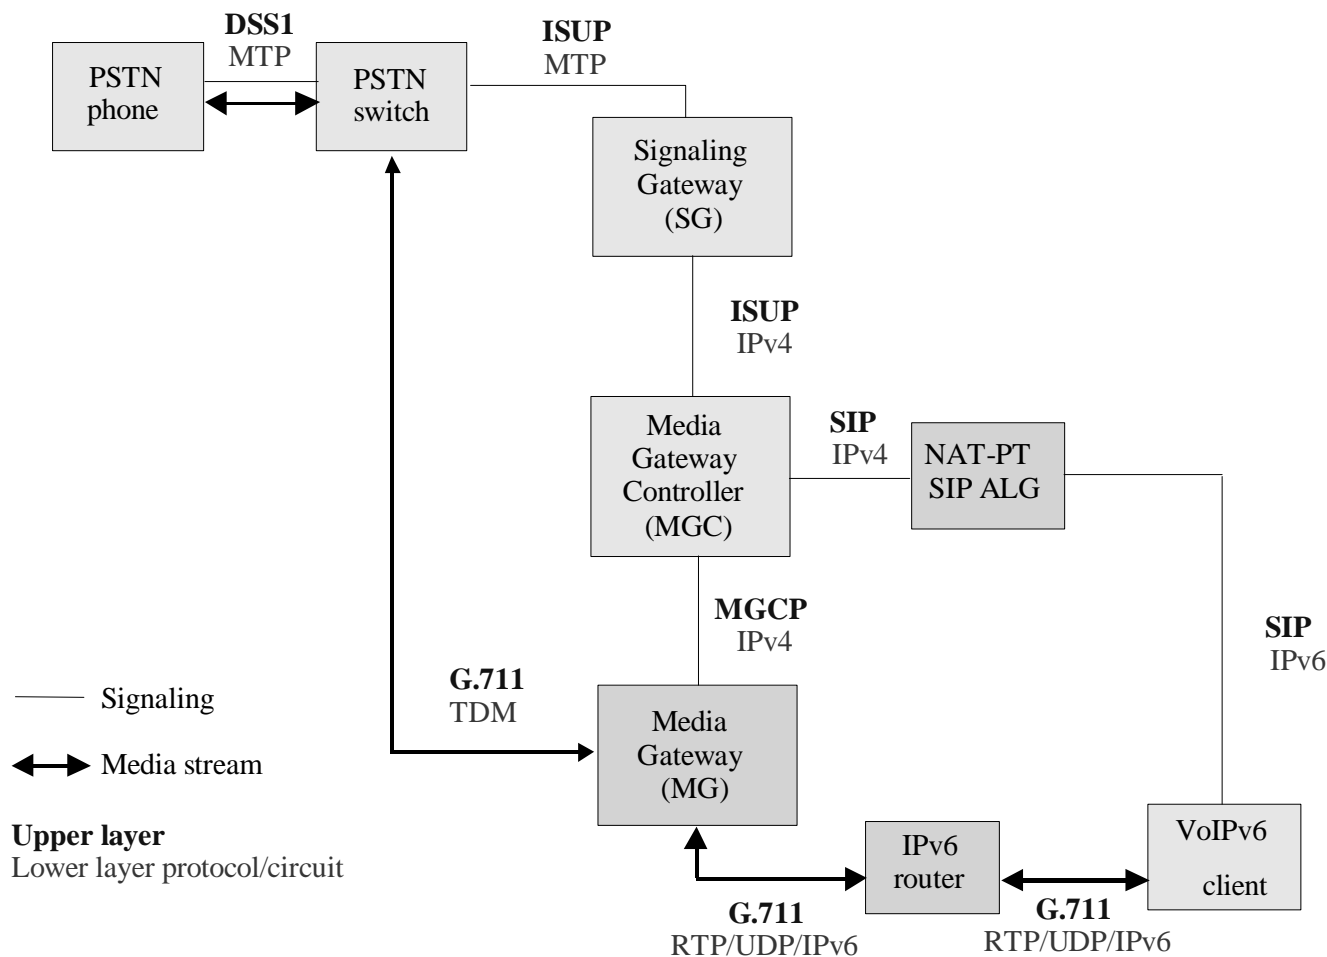 DSS1
MTP
ISUP
MTP
PSTN
phone
PSTN
switch
Signaling
Gateway
(SG)
ISUP
IPv4
Media
Gateway
Controller
(MGC)
SIP
IPv4
NAT-PT
SIP ALG
MGCP
IPv4
SIP
IPv6
G.711
TDM
Media
Gateway
(MG)
Signaling
Media stream
Upper layer
Lower layer protocol/circuit
IPv6
router
VoIPv6
client
G.711
RTP/UDP/IPv6
G.711
RTP/UDP/IPv6